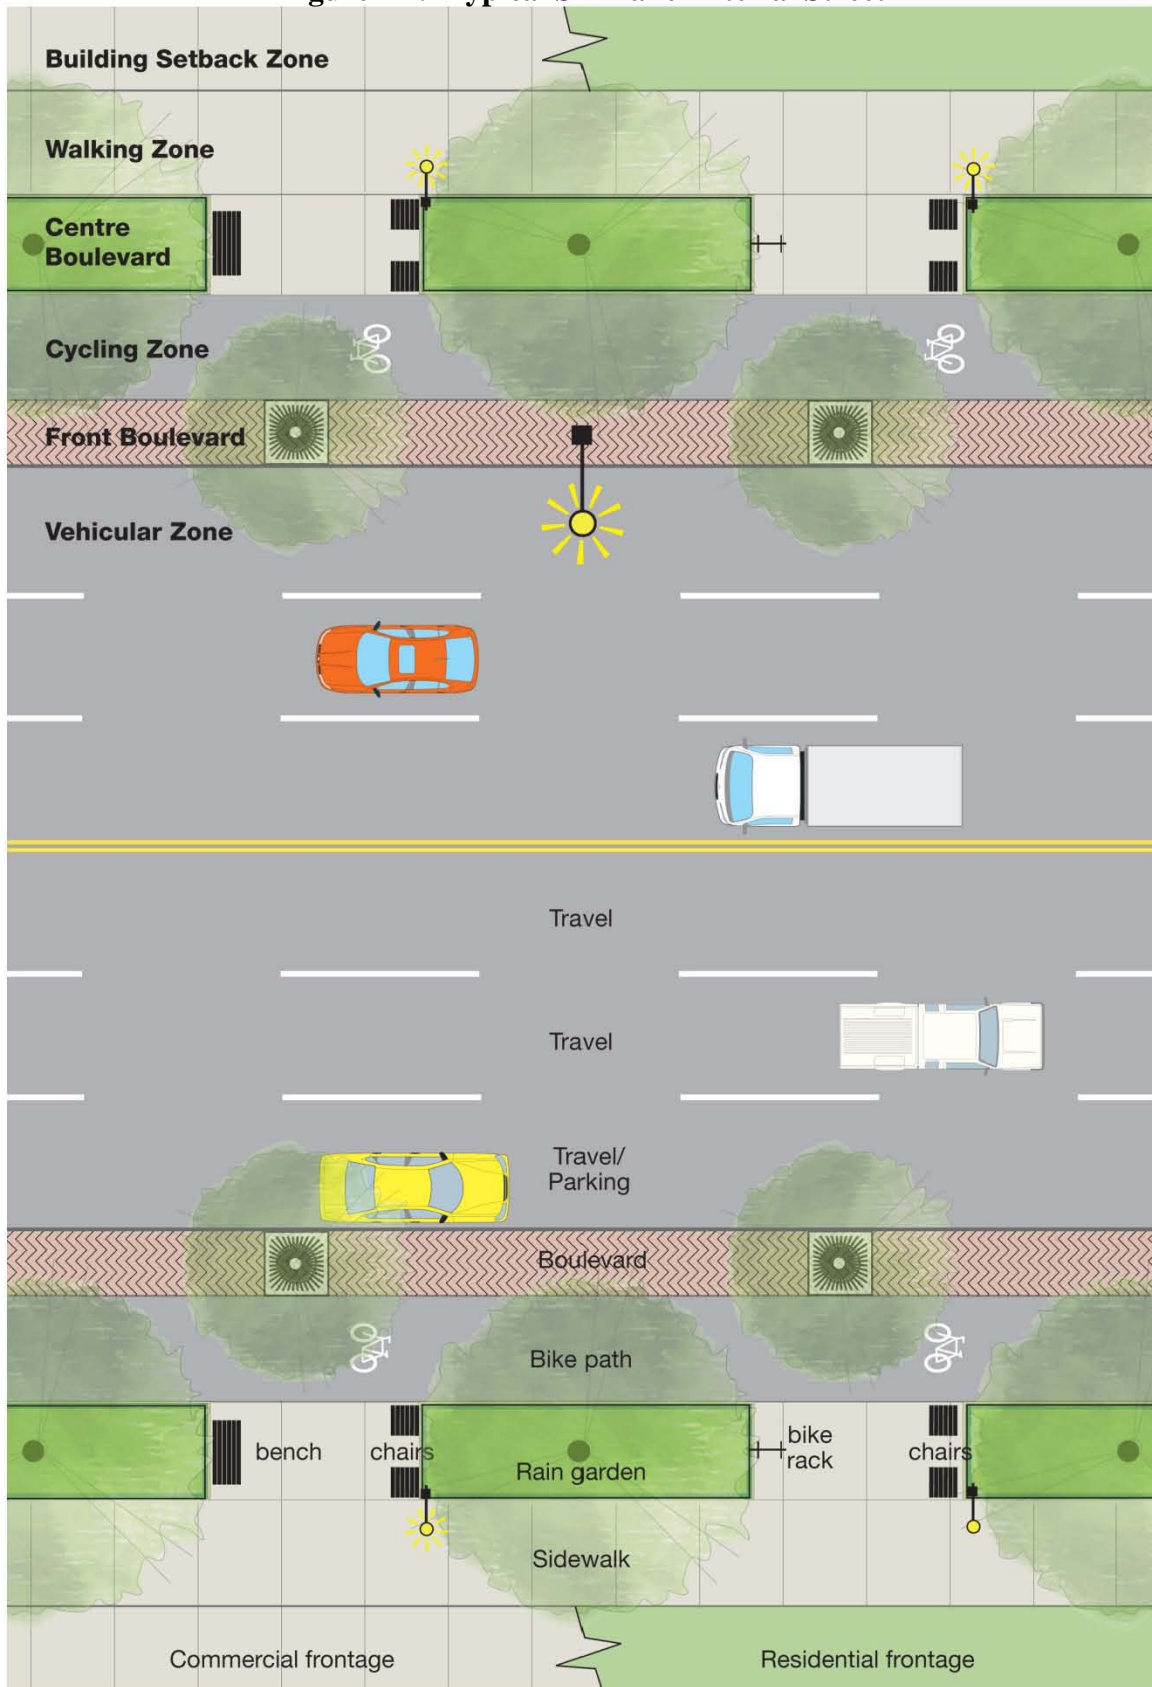 Building Setback Zone
Walking Zone
Centre
Boulevard
Cycling Zone
Front Boulevard
Vehicular Zone
Travel
Travel
Travel/
Parking
Boulevard
Bike path
bench
chairs
bike
rack
chairs
Rain garden
Sidewalk
Commercial frontage
Residential frontage